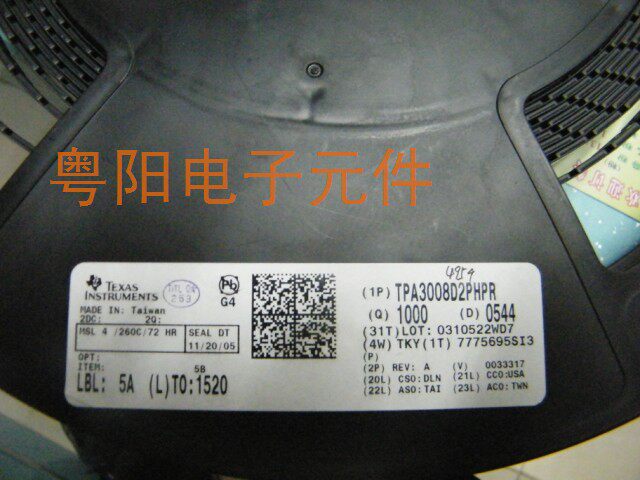 粤阳电子元件
TEXAS
INSTRUMENTS
MADE IN: Taiwan
2DC: 2Q:
MSL 4 /260C/72 HR
SEAL DT
11/20/05
OPT:
ITEM:
5B
LBL: 5A (L)TO:1520
Pb
G4
(1P) TPA3008D2PHPR
(Q) 1000 (D) 0544
(31T)LOT: 0310522WD7
(4W) TKY(1T) 7775695SI3
(P)
(2P) REV: A (V) 0033317
(20L) CSO:DLN (21L) CCO:USA
(22L) ASO:TAI (23L) ACO:TWN